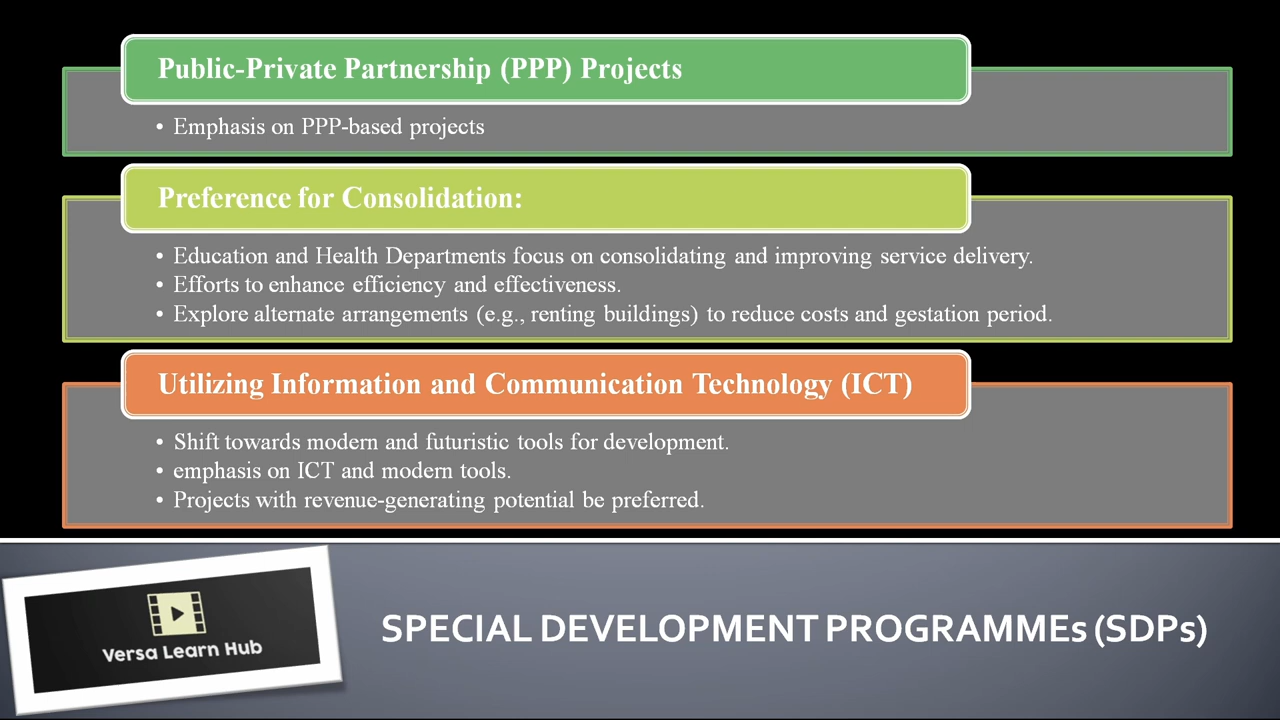 Public-Private Partnership (PPP) Projects
• Emphasis on PPP-based projects
Preference for Consolidation:
• Education and Health Departments focus on consolidating and improving service delivery.
• Efforts to enhance efficiency and effectiveness.
• Explore alternate arrangements (e.g., renting buildings) to reduce costs and gestation period.
Utilizing Information and Communication Technology (ICT)
• Shift towards modern and futuristic tools for development.
• emphasis on ICT and modern tools.
• Projects with revenue-generating potential be preferred.
Versa Learn Hub
SPECIAL DEVELOPMENT PROGRAMMEs (SDPs)